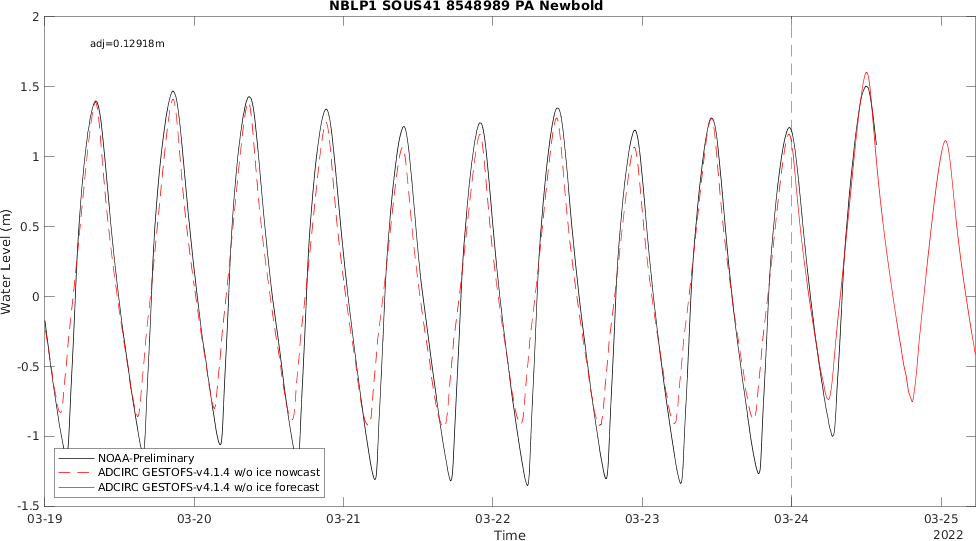 NBLP1 SOUS41 8548989 PA Newbold
adj=0.12918m
2
1.5
1
0.5
0
-0.5
-1
-1.5
Water Level (m)
NOAA-Preliminary
ADCIRC GESTOFS-v4.1.4 w/o ice nowcast
ADCIRC GESTOFS-v4.1.4 w/o ice forecast
03-19 03-20 03-21 03-22 03-23 03-24 03-25
Time
2022